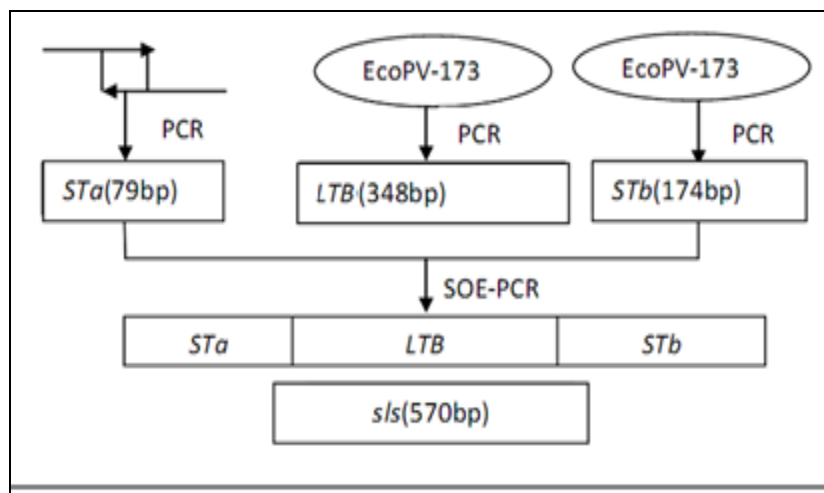 EcoPV-173 EcoPV-173
PCR PCR PCR
STa(79bp) LTB(348bp) STb(174bp)
SOE-PCR
STa LTB STb
sls(570bp)